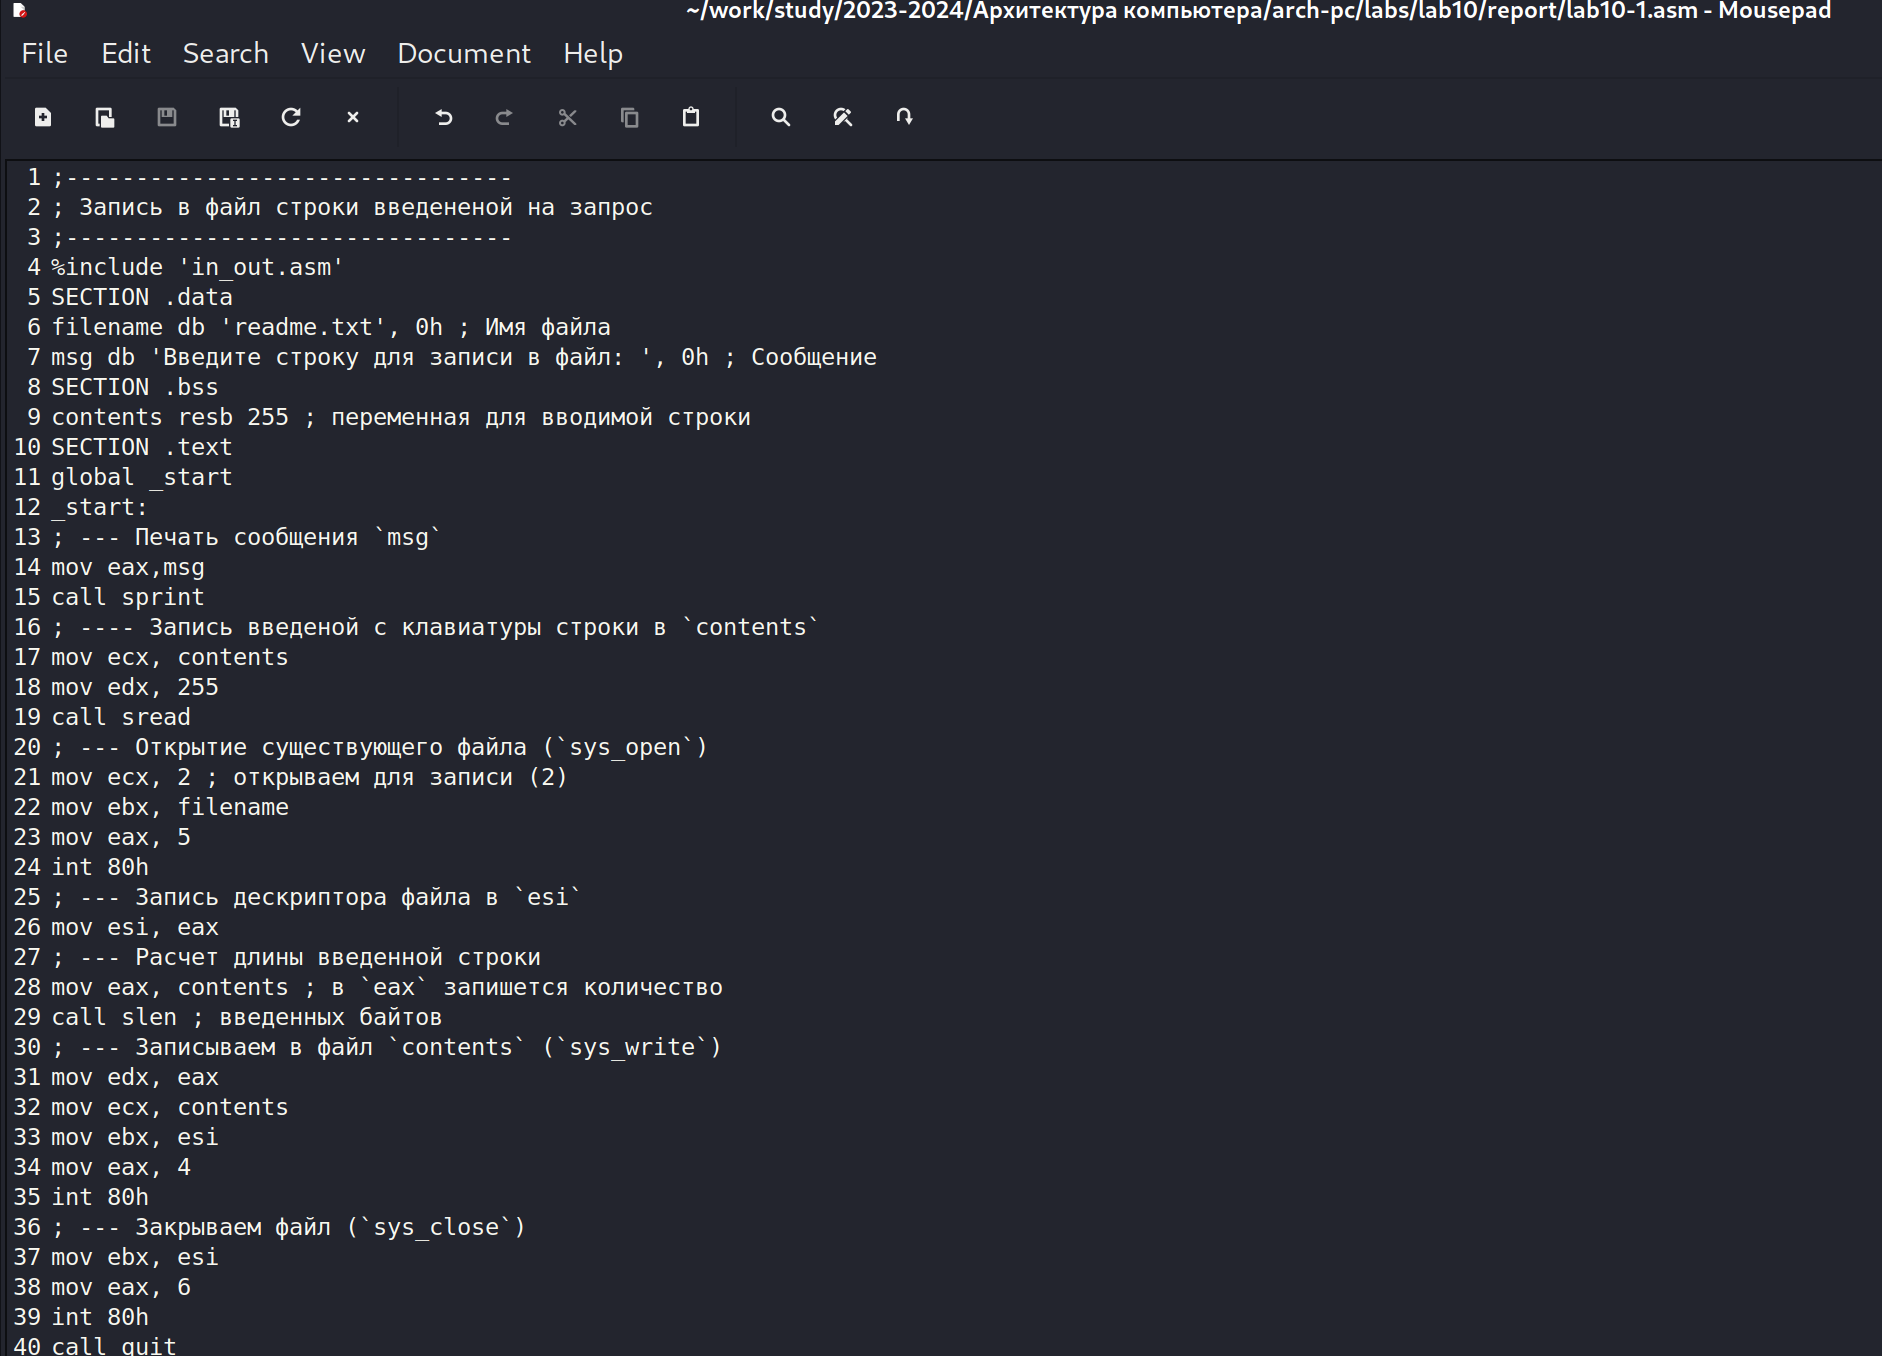 ~/work/study/2023-2024/Архитектура компьютера/arch-pc/labs/lab10/report/lab10-1.asm - Mousepad
File Edit Search View Document Help
1 ;--------------------------------
2 ; Запись в файл строки введененой на запрос
3 ;--------------------------------
4 %include 'in_out.asm'
5 SECTION .data
6 filename db 'readme.txt', 0h ; Имя файла
7 msg db 'Введите строку для записи в файл: ', 0h ; Сообщение
8 SECTION .bss
9 contents resb 255 ; переменная для вводимой строки
10 SECTION .text
11 global _start
12 _start:
13 ; --- Печать сообщения `msg`
14 mov eax,msg
15 call sprint
16 ; ---- Запись введеной с клавиатуры строки в `contents`
17 mov ecx, contents
18 mov edx, 255
19 call sread
20 ; --- Открытие существующего файла (`sys_open`)
21 mov ecx, 2 ; открываем для записи (2)
22 mov ebx, filename
23 mov eax, 5
24 int 80h
25 ; --- Запись дескриптора файла в `esi`
26 mov esi, eax
27 ; --- Расчет длины введенной строки
28 mov eax, contents ; в `eax` запишется количество
29 call slen ; введенных байтов
30 ; --- Записываем в файл `contents` (`sys_write`)
31 mov edx, eax
32 mov ecx, contents
33 mov ebx, esi
34 mov eax, 4
35 int 80h
36 ; --- Закрываем файл (`sys_close`)
37 mov ebx, esi
38 mov eax, 6
39 int 80h
40 call quit